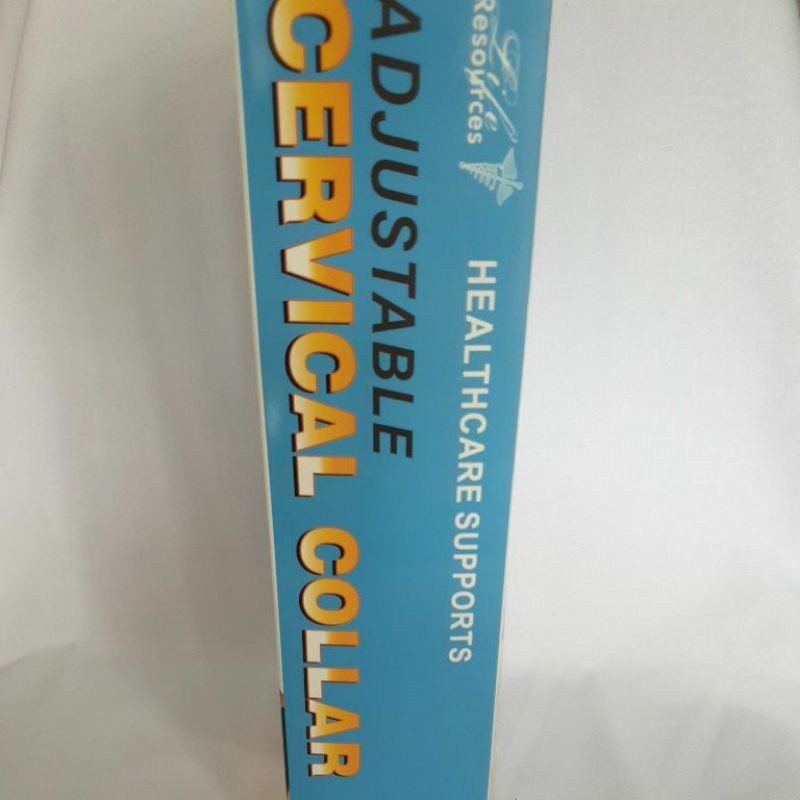 Life
Resources
HEALTHCARE SUPPORTS
ADJUSTABLE
CERVICAL COLLAR